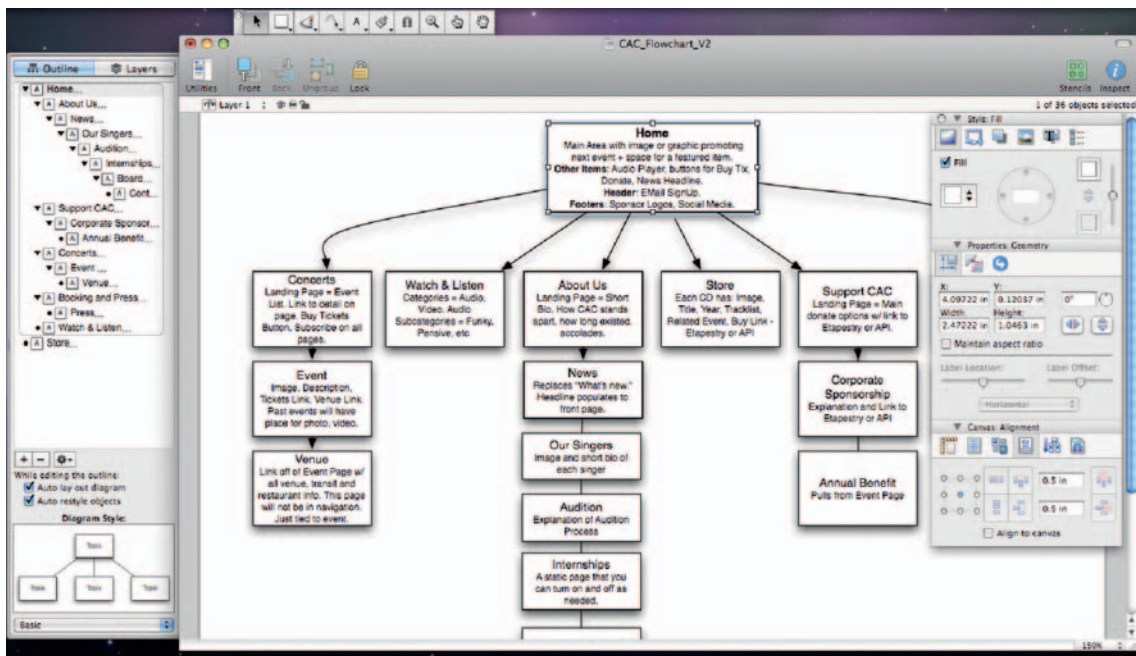 CAC_Flowchart_V2
Outline
Layers
Utilities
Front
Back
Ungroup
Lock
Stencils
Inspect
Layer 1
1 of 36 objects selected
Home...
About Us...
News...
Our Singers...
Audition...
Internships...
Board...
Cont...
Support CAC...
Corporate Sponsor...
Annual Benefit...
Concerts...
Event ...
Venue...
Booking and Press...
Press...
Watch & Listen...
Store...
While editing the outline:
Auto lay out diagram
Auto restyle objects
Diagram Style:
Topic
Topic
Topic
Topic
Basic
Home
Main Area with image or graphic promoting
next event + space for a featured item.
Other Items: Audio Player, buttons for Buy Tix,
Donate, News Headline.
Header: EMail SignUp,
Footers: Sponsor Logos, Social Media.
Concerts
Landing Page = Event
List. Link to detail on
page. Buy Tickets
Button. Subscribe on all
pages.
Event
Image, Description,
Tickets Link, Venue Link.
Past events will have
place for photo, video.
Venue
Link off of Event Page w/
all venue, transit and
restaurant info. This page
will not be in navigation.
Just tied to event.
Watch & Listen
Categories = Audio,
Video. Audio
Subcategories = Funky,
Pensive, etc
About Us
Landing Page = Short
Bio. How CAC stands
apart, how long existed,
accolades.
News
Replaces "What's new."
Headline populates to
front page.
Our Singers
Image and short bio of
each singer
Audition
Explanation of Audition
Process
Internships
A static page that you
can turn on and off as
needed.
Store
Each CD has: Image,
Title, Year, Tracklist,
Related Event, Buy Link -
Etapestry or API
Support CAC
Landing Page = Main
donate options w/ link to
Etapestry or API.
Corporate
Sponsorship
Explanation and Link to
Etapestry or API
Annual Benefit
Pulls from Event Page
Style: Fill
Fill
Properties: Geometry
X:
Y:
4.09722 in
0.12037 in
0°
Width:
Height:
2.47222 in
1.0463 in
Maintain aspect ratio
Label Location:
Label Offset:
Horizontal
Canvas: Alignment
0.5 in
0.5 in
Align to canvas
150%